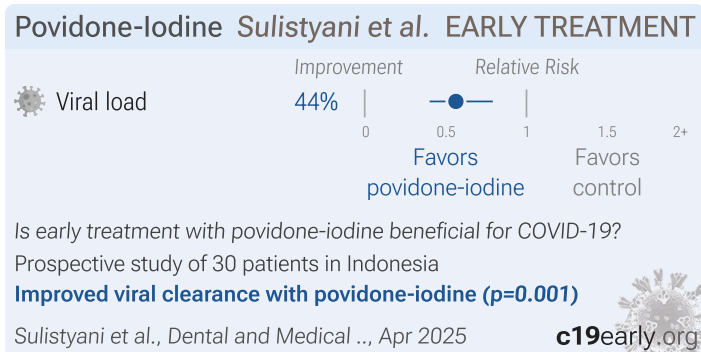 Povidone-Iodine Sulistyani et al. EARLY TREATMENT
Improvement Relative Risk
Viral load 44%
0 0.5 1 1.5 2+
Favors povidone-iodine
Favors control
Is early treatment with povidone-iodine beneficial for COVID-19?
Prospective study of 30 patients in Indonesia
Improved viral clearance with povidone-iodine (p=0.001)
Sulistyani et al., Dental and Medical .., Apr 2025
c19early.org